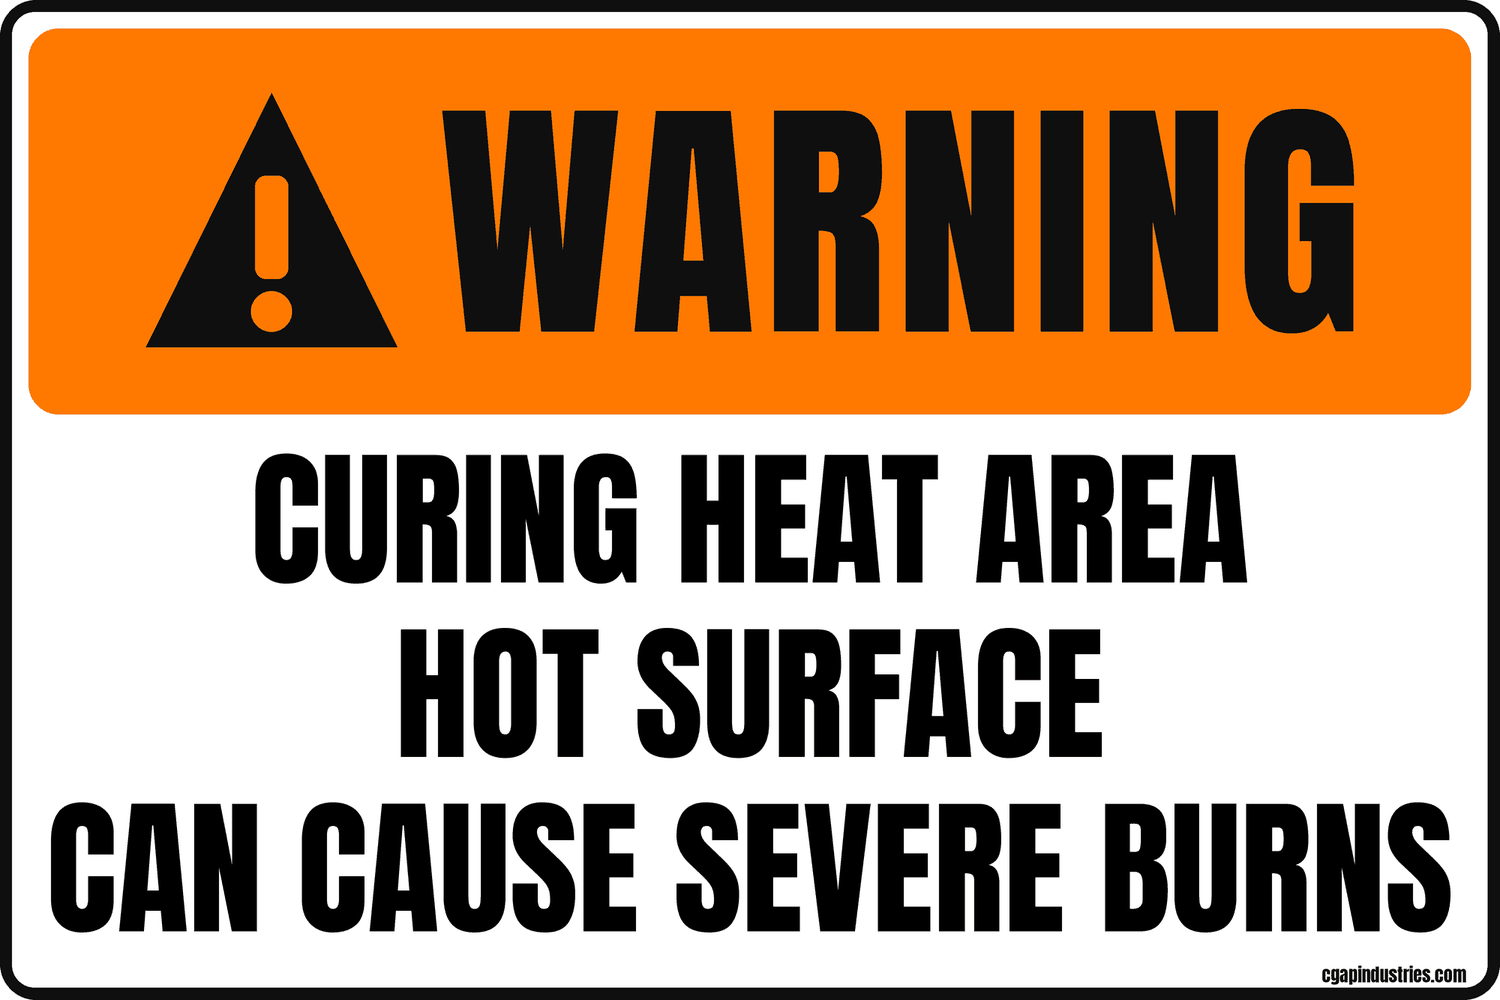 WARNING
CURING HEAT AREA
HOT SURFACE
CAN CAUSE SEVERE BURNS
cgapindustries.com